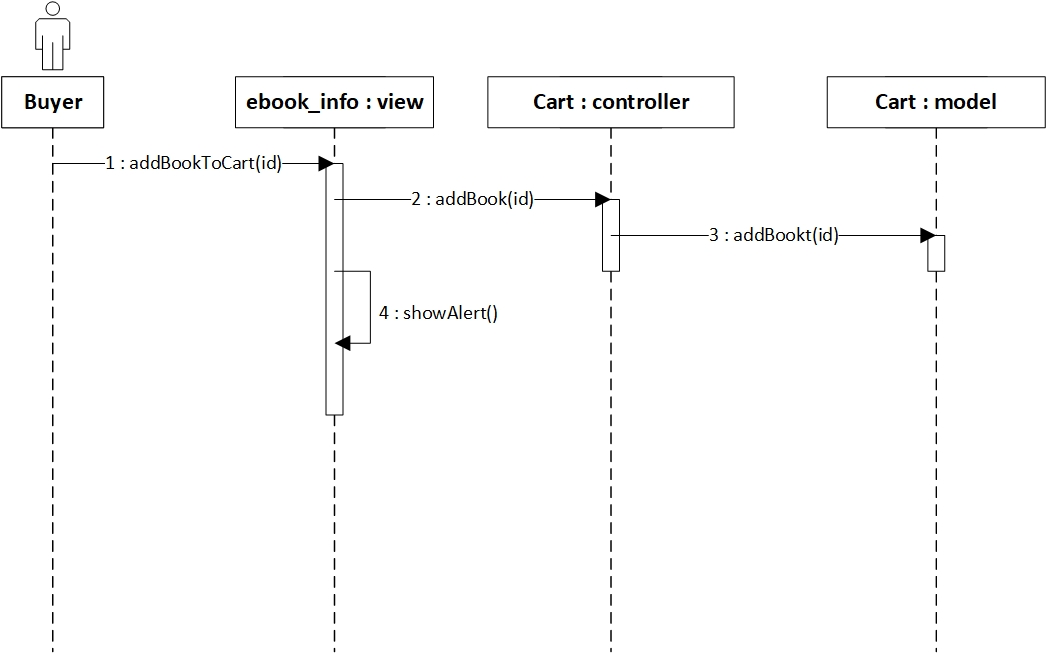 Buyer
ebook_info : view
Cart : controller
Cart : model
1 : addBookToCart(id)
2 : addBook(id)
3 : addBookt(id)
4 : showAlert()